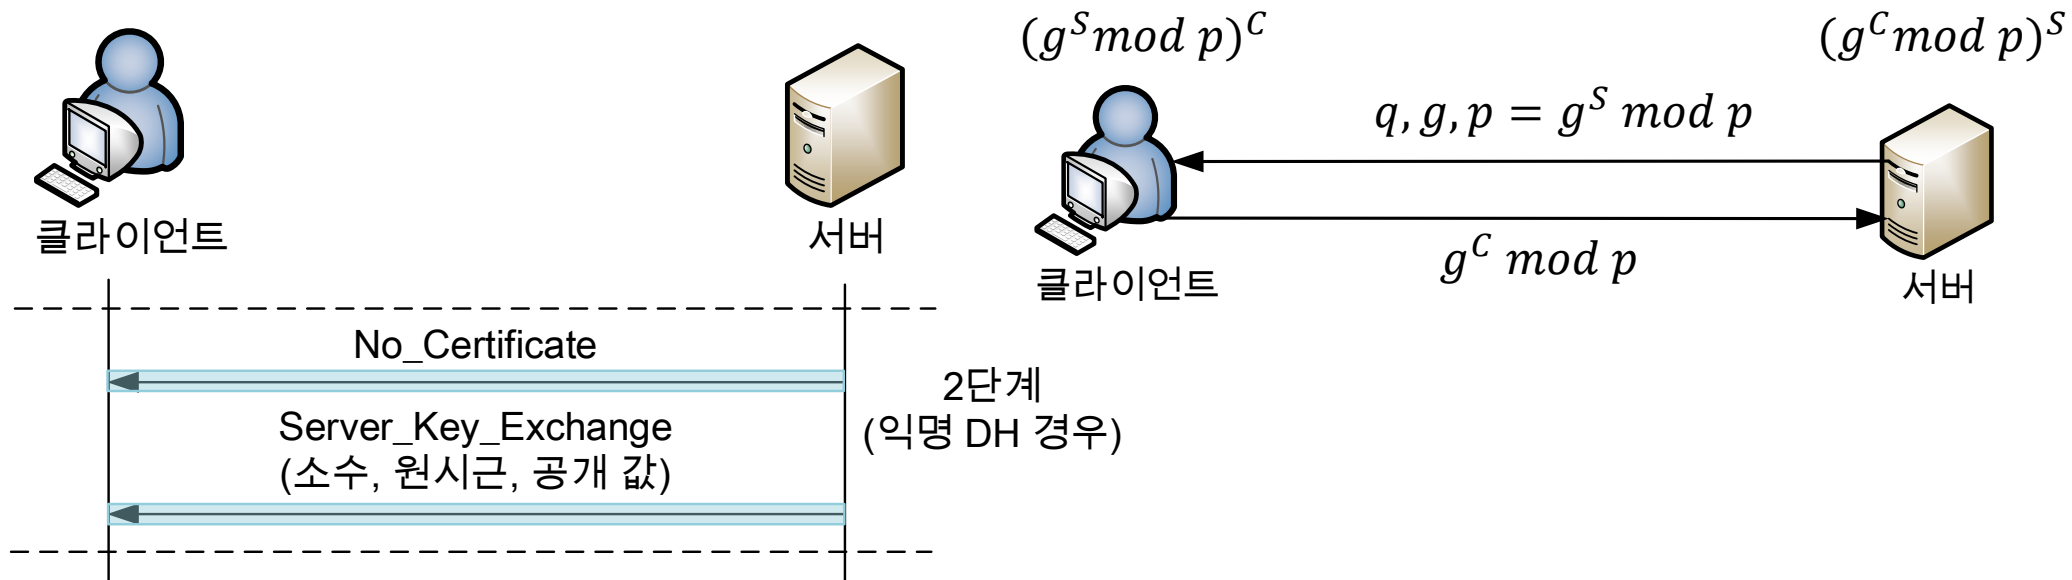 클라이언트
서버
No_Certificate
Server_Key_Exchange
(소수, 원시근, 공개 값)
2단계
(익명 DH 경우)
(g^S mod p)^C
(g^C mod p)^S
q, g, p = g^S mod p
g^C mod p
클라이언트
서버